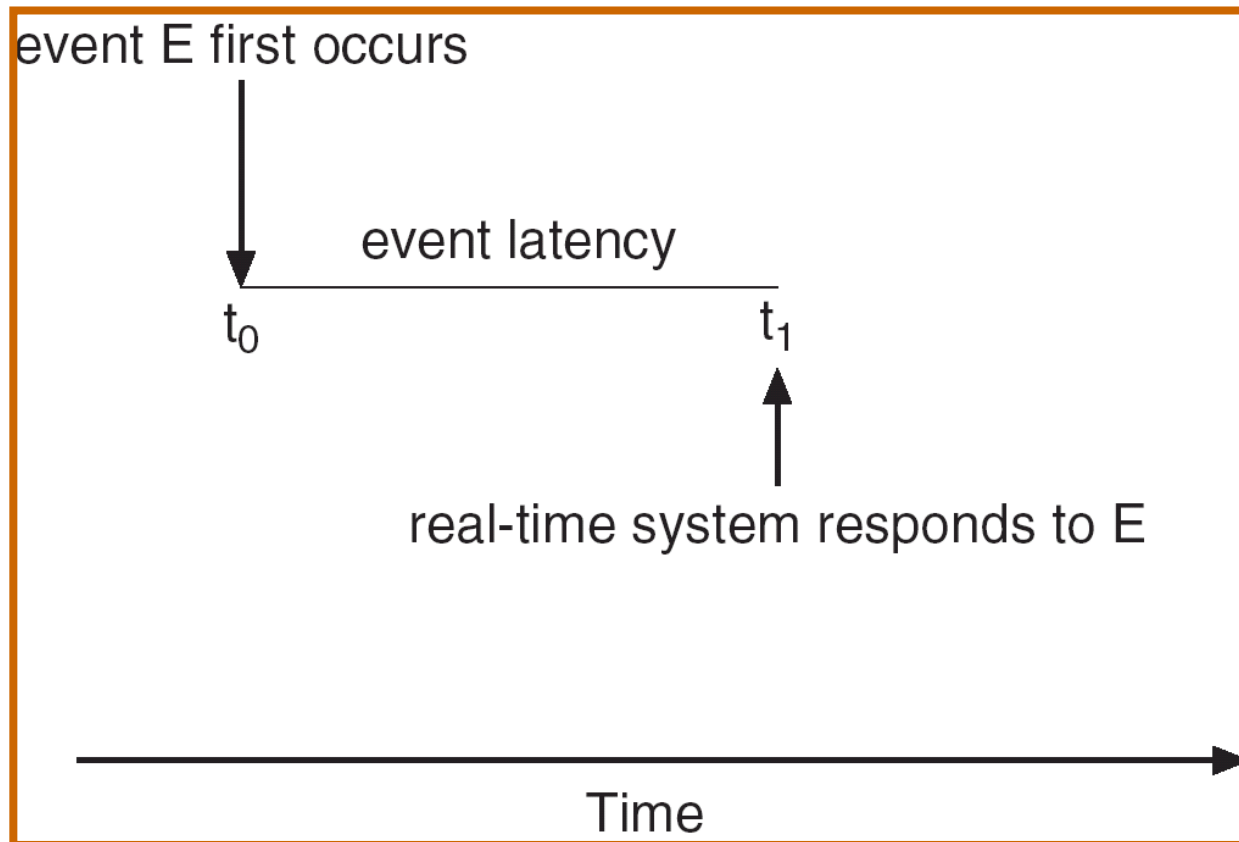 event E first occurs
event latency
t₀
t₁
real-time system responds to E
Time